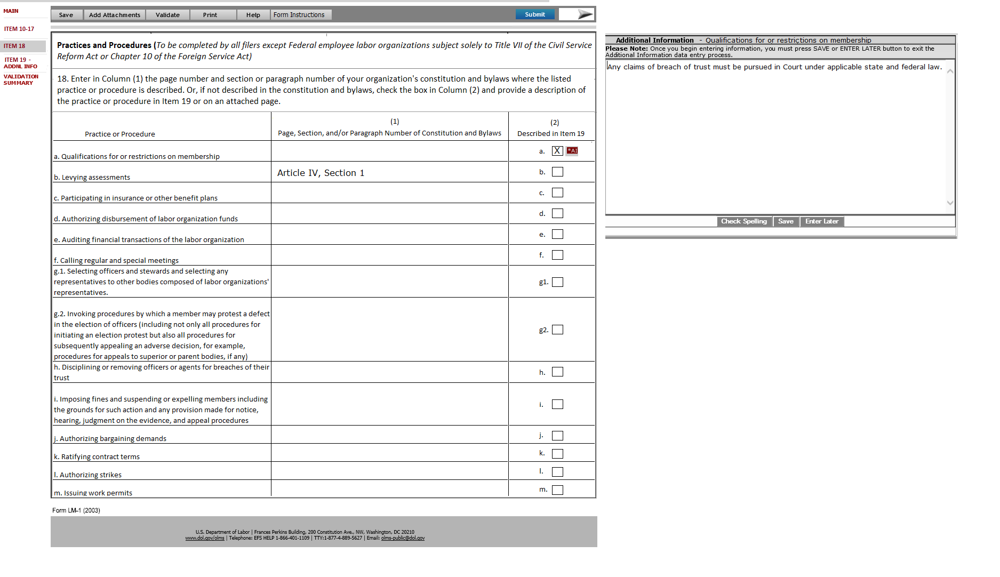 MAIN
ITEM 10-17
ITEM 18
ITEM 19 -
ADDNL INFO
VALIDATION
SUMMARY
Save Add Attachments Validate Print Help Form Instructions Submit
Practices and Procedures (To be completed by all filers except Federal employee labor organizations subject solely to Title VII of the Civil Service
Reform Act or Chapter 10 of the Foreign Service Act)
18. Enter in Column (1) the page number and section or paragraph number of your organization's constitution and bylaws where the listed
practice or procedure is described. Or, if not described in the constitution and bylaws, check the box in Column (2) and provide a description of
the practice or procedure in Item 19 or on an attached page.
Practice or Procedure
(1)
Page, Section, and/or Paragraph Number of Constitution and Bylaws
(2)
Described in Item 19
a. Qualifications for or restrictions on membership a. X *AI
b. Levying assessments Article IV, Section 1 b.
c. Participating in insurance or other benefit plans c.
d. Authorizing disbursement of labor organization funds d.
e. Auditing financial transactions of the labor organization e.
f. Calling regular and special meetings f.
g.1. Selecting officers and stewards and selecting any
representatives to other bodies composed of labor organizations' g1.
representatives.
g.2. Invoking procedures by which a member may protest a defect
in the election of officers (including not only all procedures for
initiating an election protest but also all procedures for g2.
subsequently appealing an adverse decision, for example,
procedures for appeals to superior or parent bodies, if any)
h. Disciplining or removing officers or agents for breaches of their h.
trust
i. Imposing fines and suspending or expelling members including
the grounds for such action and any provision made for notice, i.
hearing, judgment on the evidence, and appeal procedures
j. Authorizing bargaining demands j.
k. Ratifying contract terms k.
l. Authorizing strikes l.
m. Issuing work permits m.
Form LM-1 (2003)
U.S. Department of Labor | Frances Perkins Building, 200 Constitution Ave., NW, Washington, DC 20210
www.dol.gov/olms | Telephone: EFS HELP 1-866-401-1109 | TTY:1-877-4-889-5627 | Email: olms-public@dol.gov
Additional Information - Qualifications for or restrictions on membership
Please Note: Once you begin entering information, you must press SAVE or ENTER LATER button to exit the
Additional Information data entry process.
Any claims of breach of trust must be pursued in Court under applicable state and federal law.
Check Spelling Save Enter Later